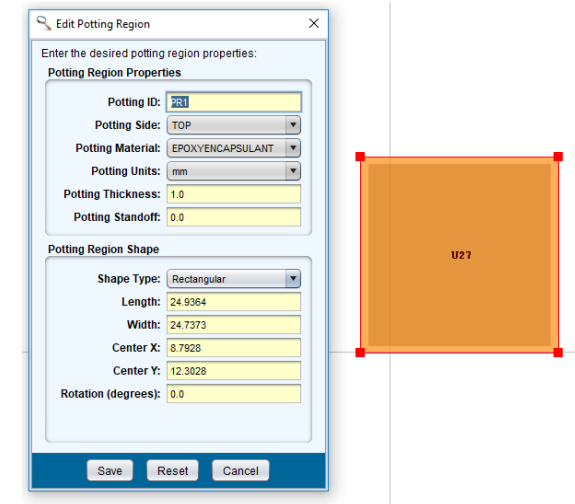 Edit Potting Region
Enter the desired potting region properties:
Potting Region Properties
Potting ID: PR1
Potting Side: TOP
Potting Material: EPOXYENCAPSULANT
Potting Units: mm
Potting Thickness: 1.0
Potting Standoff: 0.0
Potting Region Shape
Shape Type: Rectangular
Length: 24.9364
Width: 24.7373
Center X: 8.7928
Center Y: 12.3028
Rotation (degrees): 0.0
Save Reset Cancel
U27